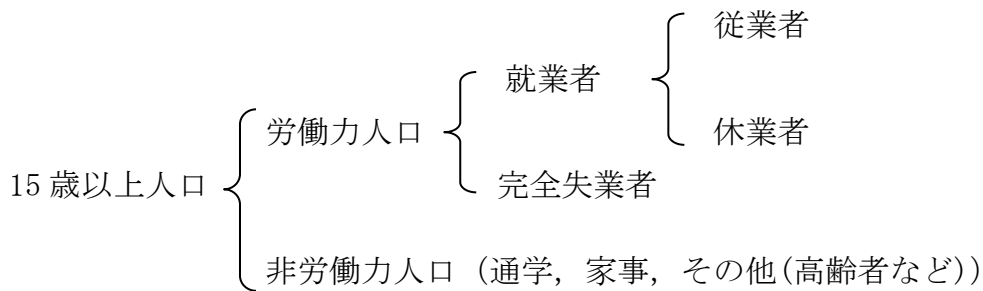 従業者
就業者
労働力人口
休業者
15 歳以上人口
完全失業者
非労働力人口 (通学, 家事, その他(高齢者など))